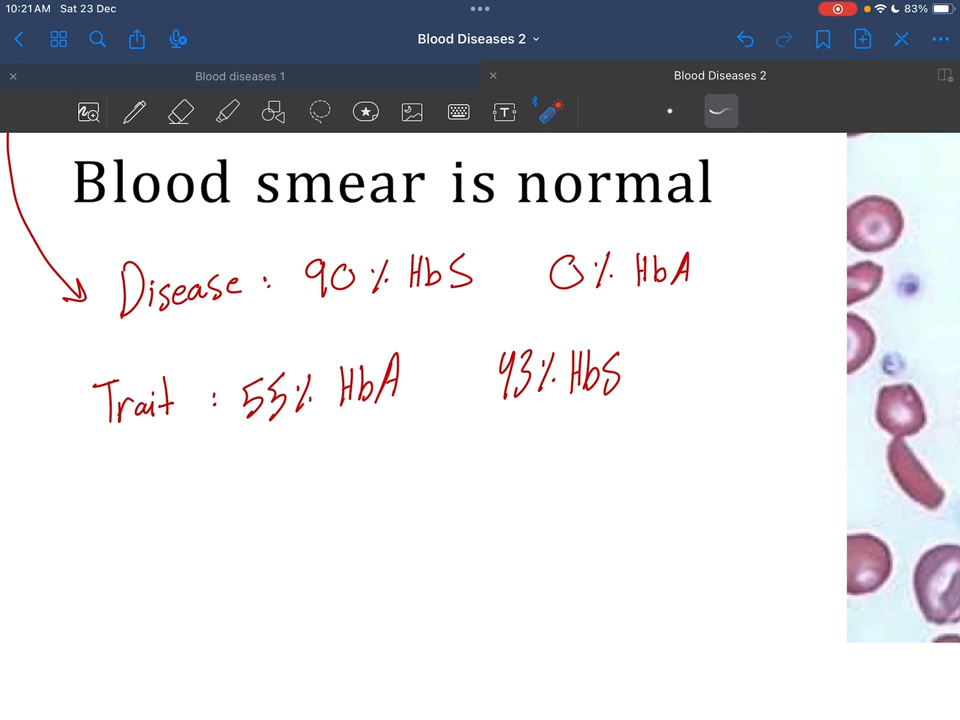 10:21 AM Sat 23 Dec
83%
Blood Diseases 2
Blood diseases 1
Blood Diseases 2
T
Blood smear is normal
Disease : 90% HbS 0% HbA
Trait : 55% HbA 43% HbS